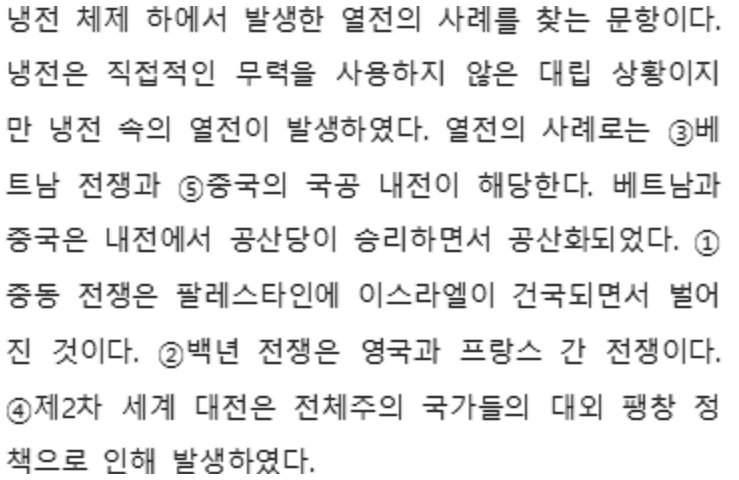 냉전 체제 하에서 발생한 열전의 사례를 찾는 문항이다.
냉전은 직접적인 무력을 사용하지 않은 대립 상황이지
만 냉전 속의 열전이 발생하였다. 열전의 사례로는 ③베
트남 전쟁과 ⑤중국의 국공 내전이 해당한다. 베트남과
중국은 내전에서 공산당이 승리하면서 공산화되었다. ①
중동 전쟁은 팔레스타인에 이스라엘이 건국되면서 벌어
진 것이다. ②백년 전쟁은 영국과 프랑스 간 전쟁이다.
④제2차 세계 대전은 전체주의 국가들의 대외 팽창 정
책으로 인해 발생하였다.